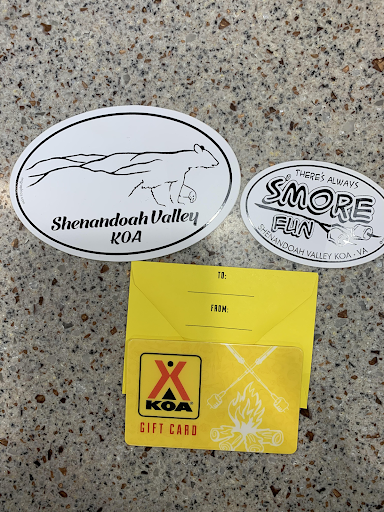 Shenandoah Valley
KOA
THERE'S ALWAYS
S'MORE
FUN
SHENANDOAH VALLEY KOA - VA
TO:
FROM:
KOA
GIFT CARD